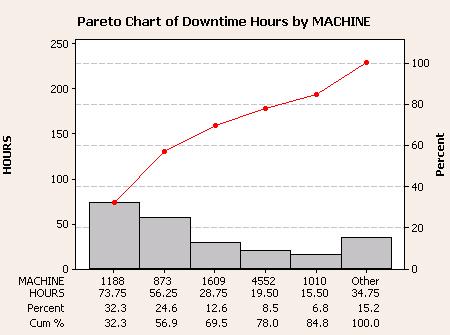 Pareto Chart of Downtime Hours by MACHINE
250
200
150
100
50
0
HOURS
100
80
60
40
20
0
Percent
MACHINE 1188 873 1609 4552 1010 Other
HOURS 73.75 56.25 28.75 19.50 15.50 34.75
Percent 32.3 24.6 12.6 8.5 6.8 15.2
Cum % 32.3 56.9 69.5 78.0 84.8 100.0